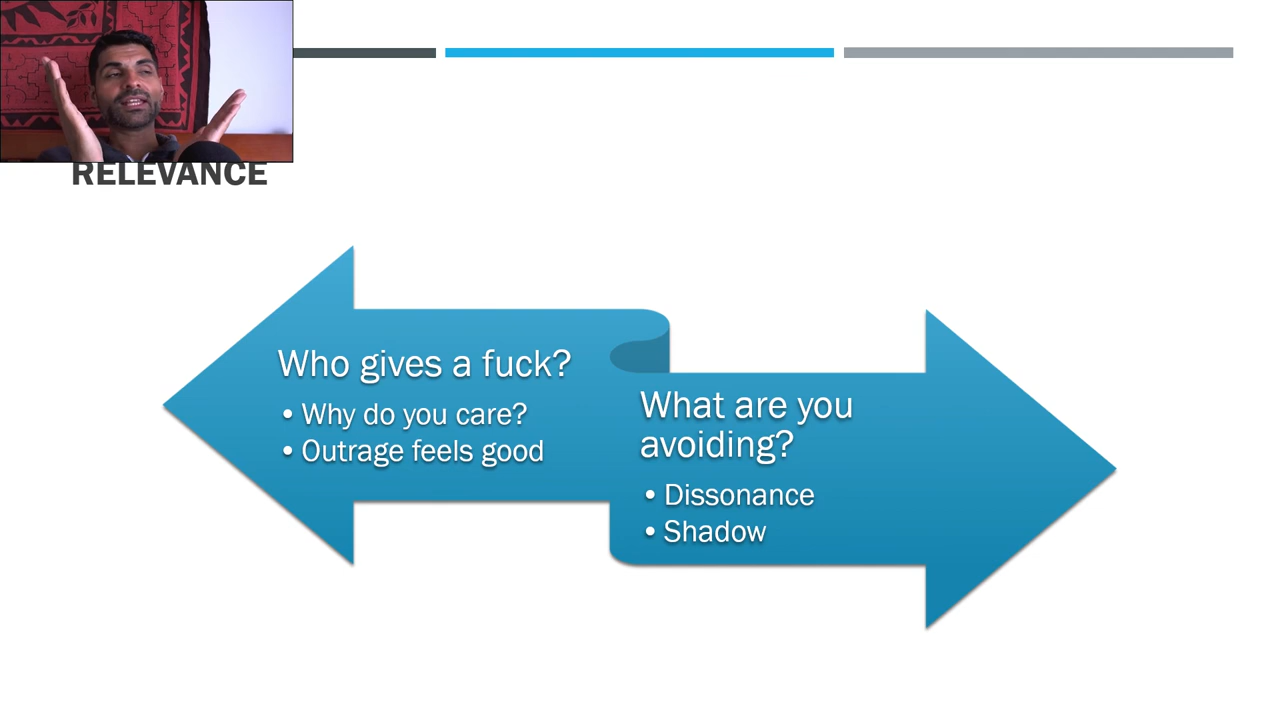 RELEVANCE
Who gives a fuck?
• Why do you care?
• Outrage feels good
What are you
avoiding?
• Dissonance
• Shadow